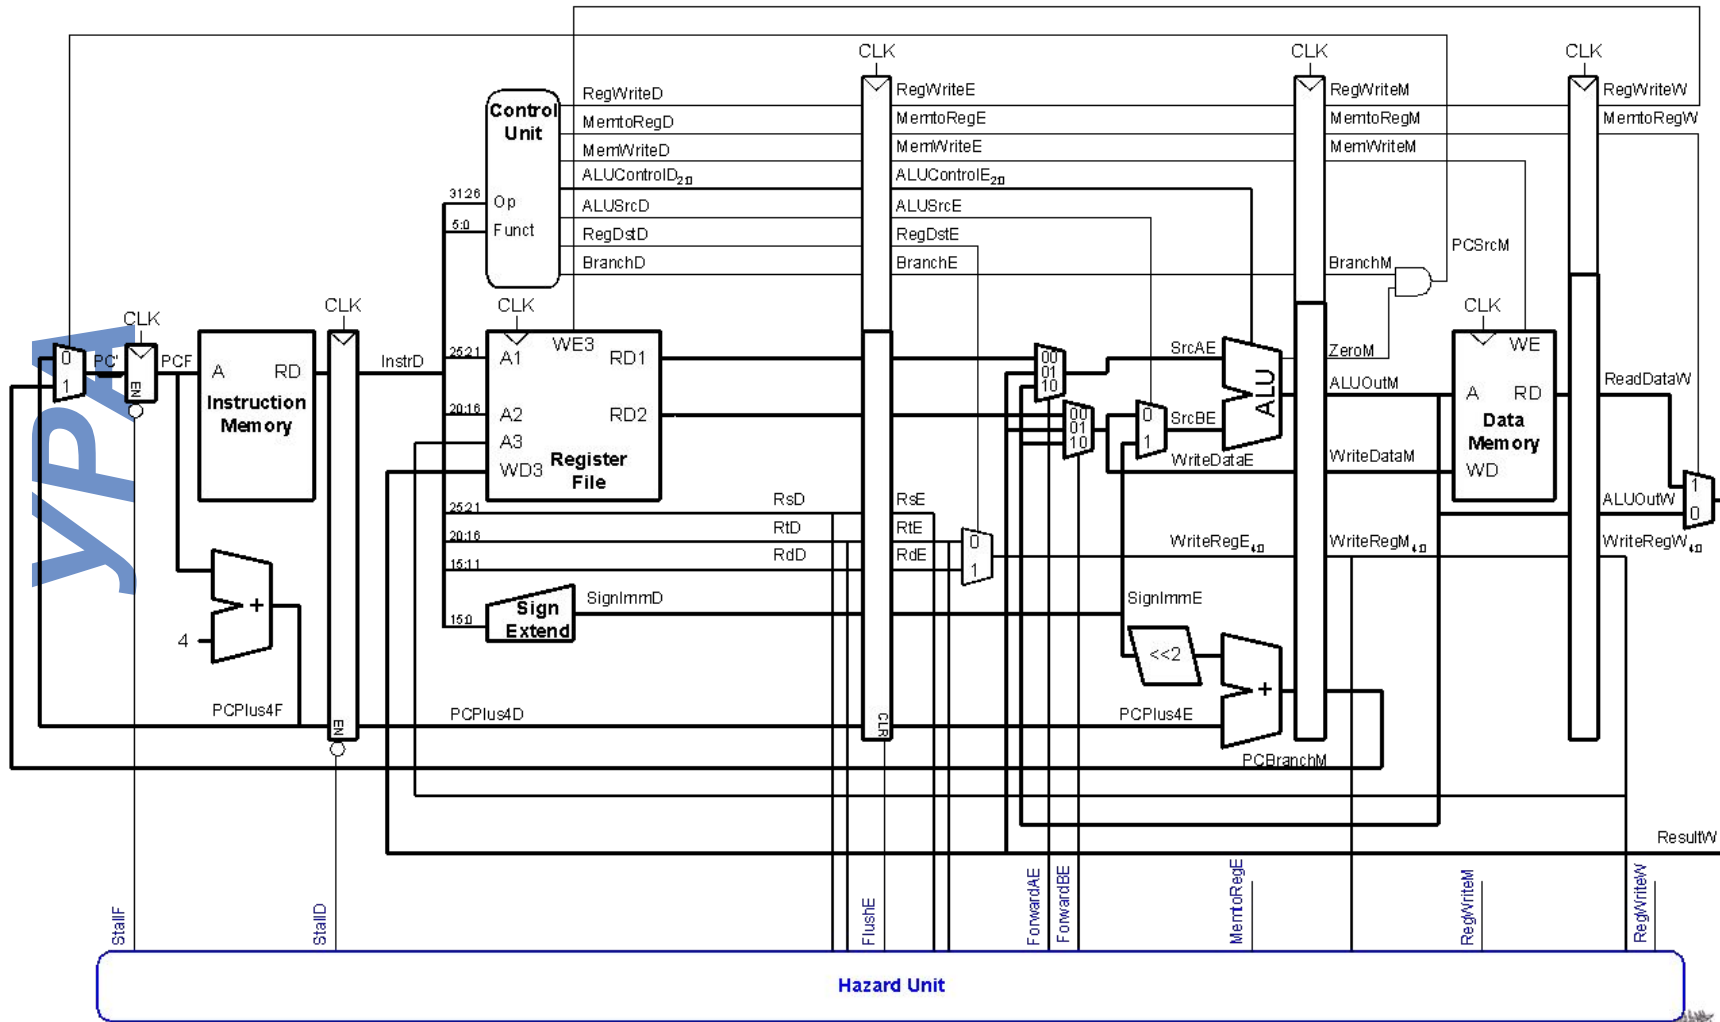 CLK
CLK
CLK
Control
Unit
RegWriteD
RegWriteE
RegWriteM
RegWriteW
MemtoRegD
MemtoRegE
MemtoRegM
MemtoRegW
MemWriteD
MemWriteE
MemWriteM
ALUControlD2:0
ALUControlE2:0
31:26
Op
ALUSrcD
ALUSrcE
5:0
Funct
RegDstD
RegDstE
PCSrcM
BranchD
BranchE
BranchM
CLK
CLK
CLK
CLK
УРА
0
1
PC'
EN
PCF
A
RD
Instruction
Memory
InstrD
25:21
A1
WE3
RD1
20:16
A2
RD2
A3
WD3
Register
File
00
01
10
00
01
10
0
1
SrcAE
SrcBE
ALU
ZeroM
ALUOutM
WE
A
RD
Data
Memory
WD
ReadDataW
WriteDataE
WriteDataM
1
0
ALUOutW
25:21
RsD
RsE
20:16
RtD
RtE
15:11
RdD
RdE
0
1
WriteRegE4:0
WriteRegM4:0
WriteRegW4:0
15:0
Sign
Extend
SignImmD
SignImmE
+
4
<<2
+
PCPlus4F
EN
PCPlus4D
CLR
PCPlus4E
PCBranchM
ResultW
StallF
StallD
FlushE
ForwardAE
ForwardBE
MemtoRegE
RegWriteM
RegWriteW
Hazard Unit